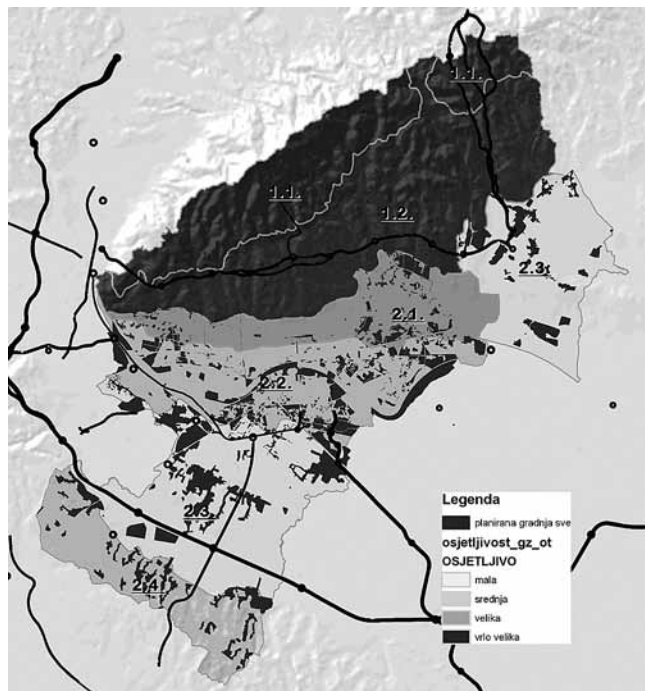 1.1.
1.1.
1.2.
2.3.
2.1.
2.2.
2.3.
2.4.
Legenda
planirana gradnja sve
osjetljivost_gz_ot
OSJETLJIVO
mala
srednja
velika
vrlo velika